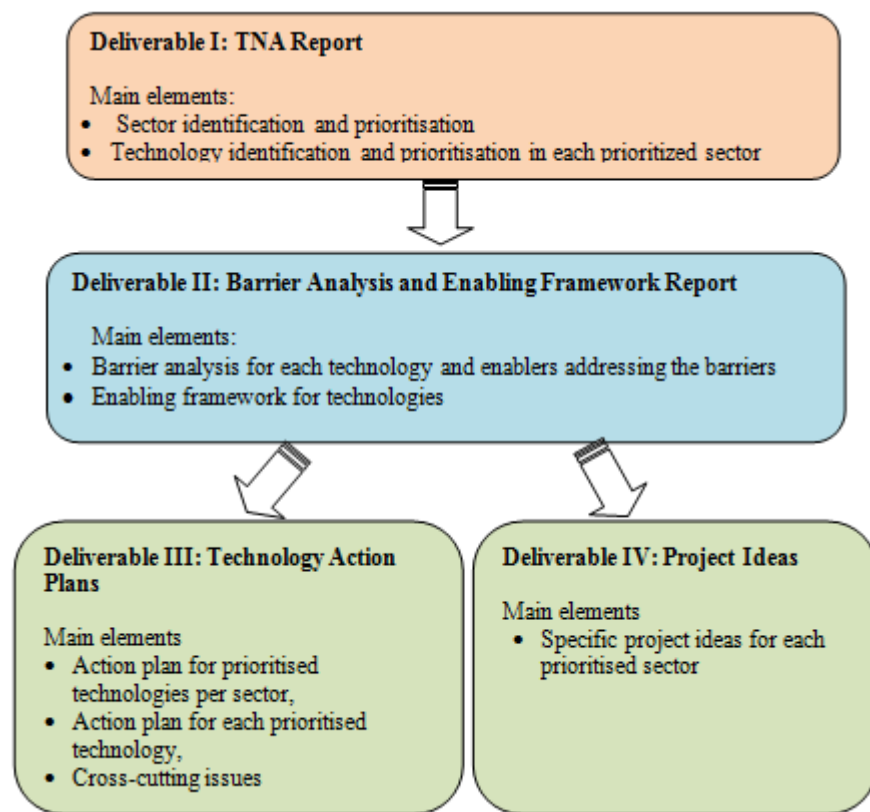 Deliverable I: TNA Report
Main elements:
• Sector identification and prioritisation
• Technology identification and prioritisation in each prioritized sector
Deliverable II: Barrier Analysis and Enabling Framework Report
Main elements:
• Barrier analysis for each technology and enablers addressing the barriers
• Enabling framework for technologies
Deliverable III: Technology Action
Plans
Main elements
• Action plan for prioritised
technologies per sector,
• Action plan for each prioritised
technology,
• Cross-cutting issues
Deliverable IV: Project Ideas
Main elements
• Specific project ideas for each
prioritised sector